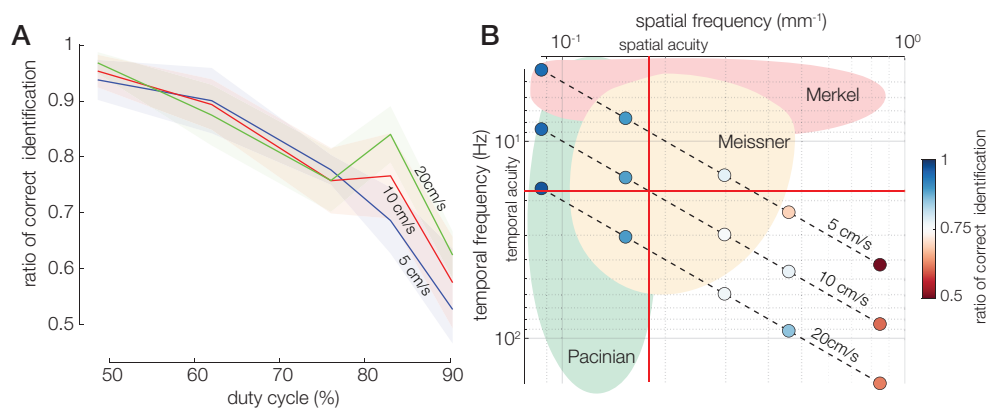 A
1
0.9
0.8
0.7
0.6
0.5
ratio of correct identification
50
60
70
80
90
duty cycle (%)
20cm/s
10 cm/s
5 cm/s
B
spatial frequency (mm⁻¹)
10⁻¹
spatial acuity
10⁰
temporal frequency (Hz)
temporal acuity
10¹
10²
Merkel
Meissner
Pacinian
5 cm/s
10 cm/s
20cm/s
1
0.75
0.5
ratio of correct identification